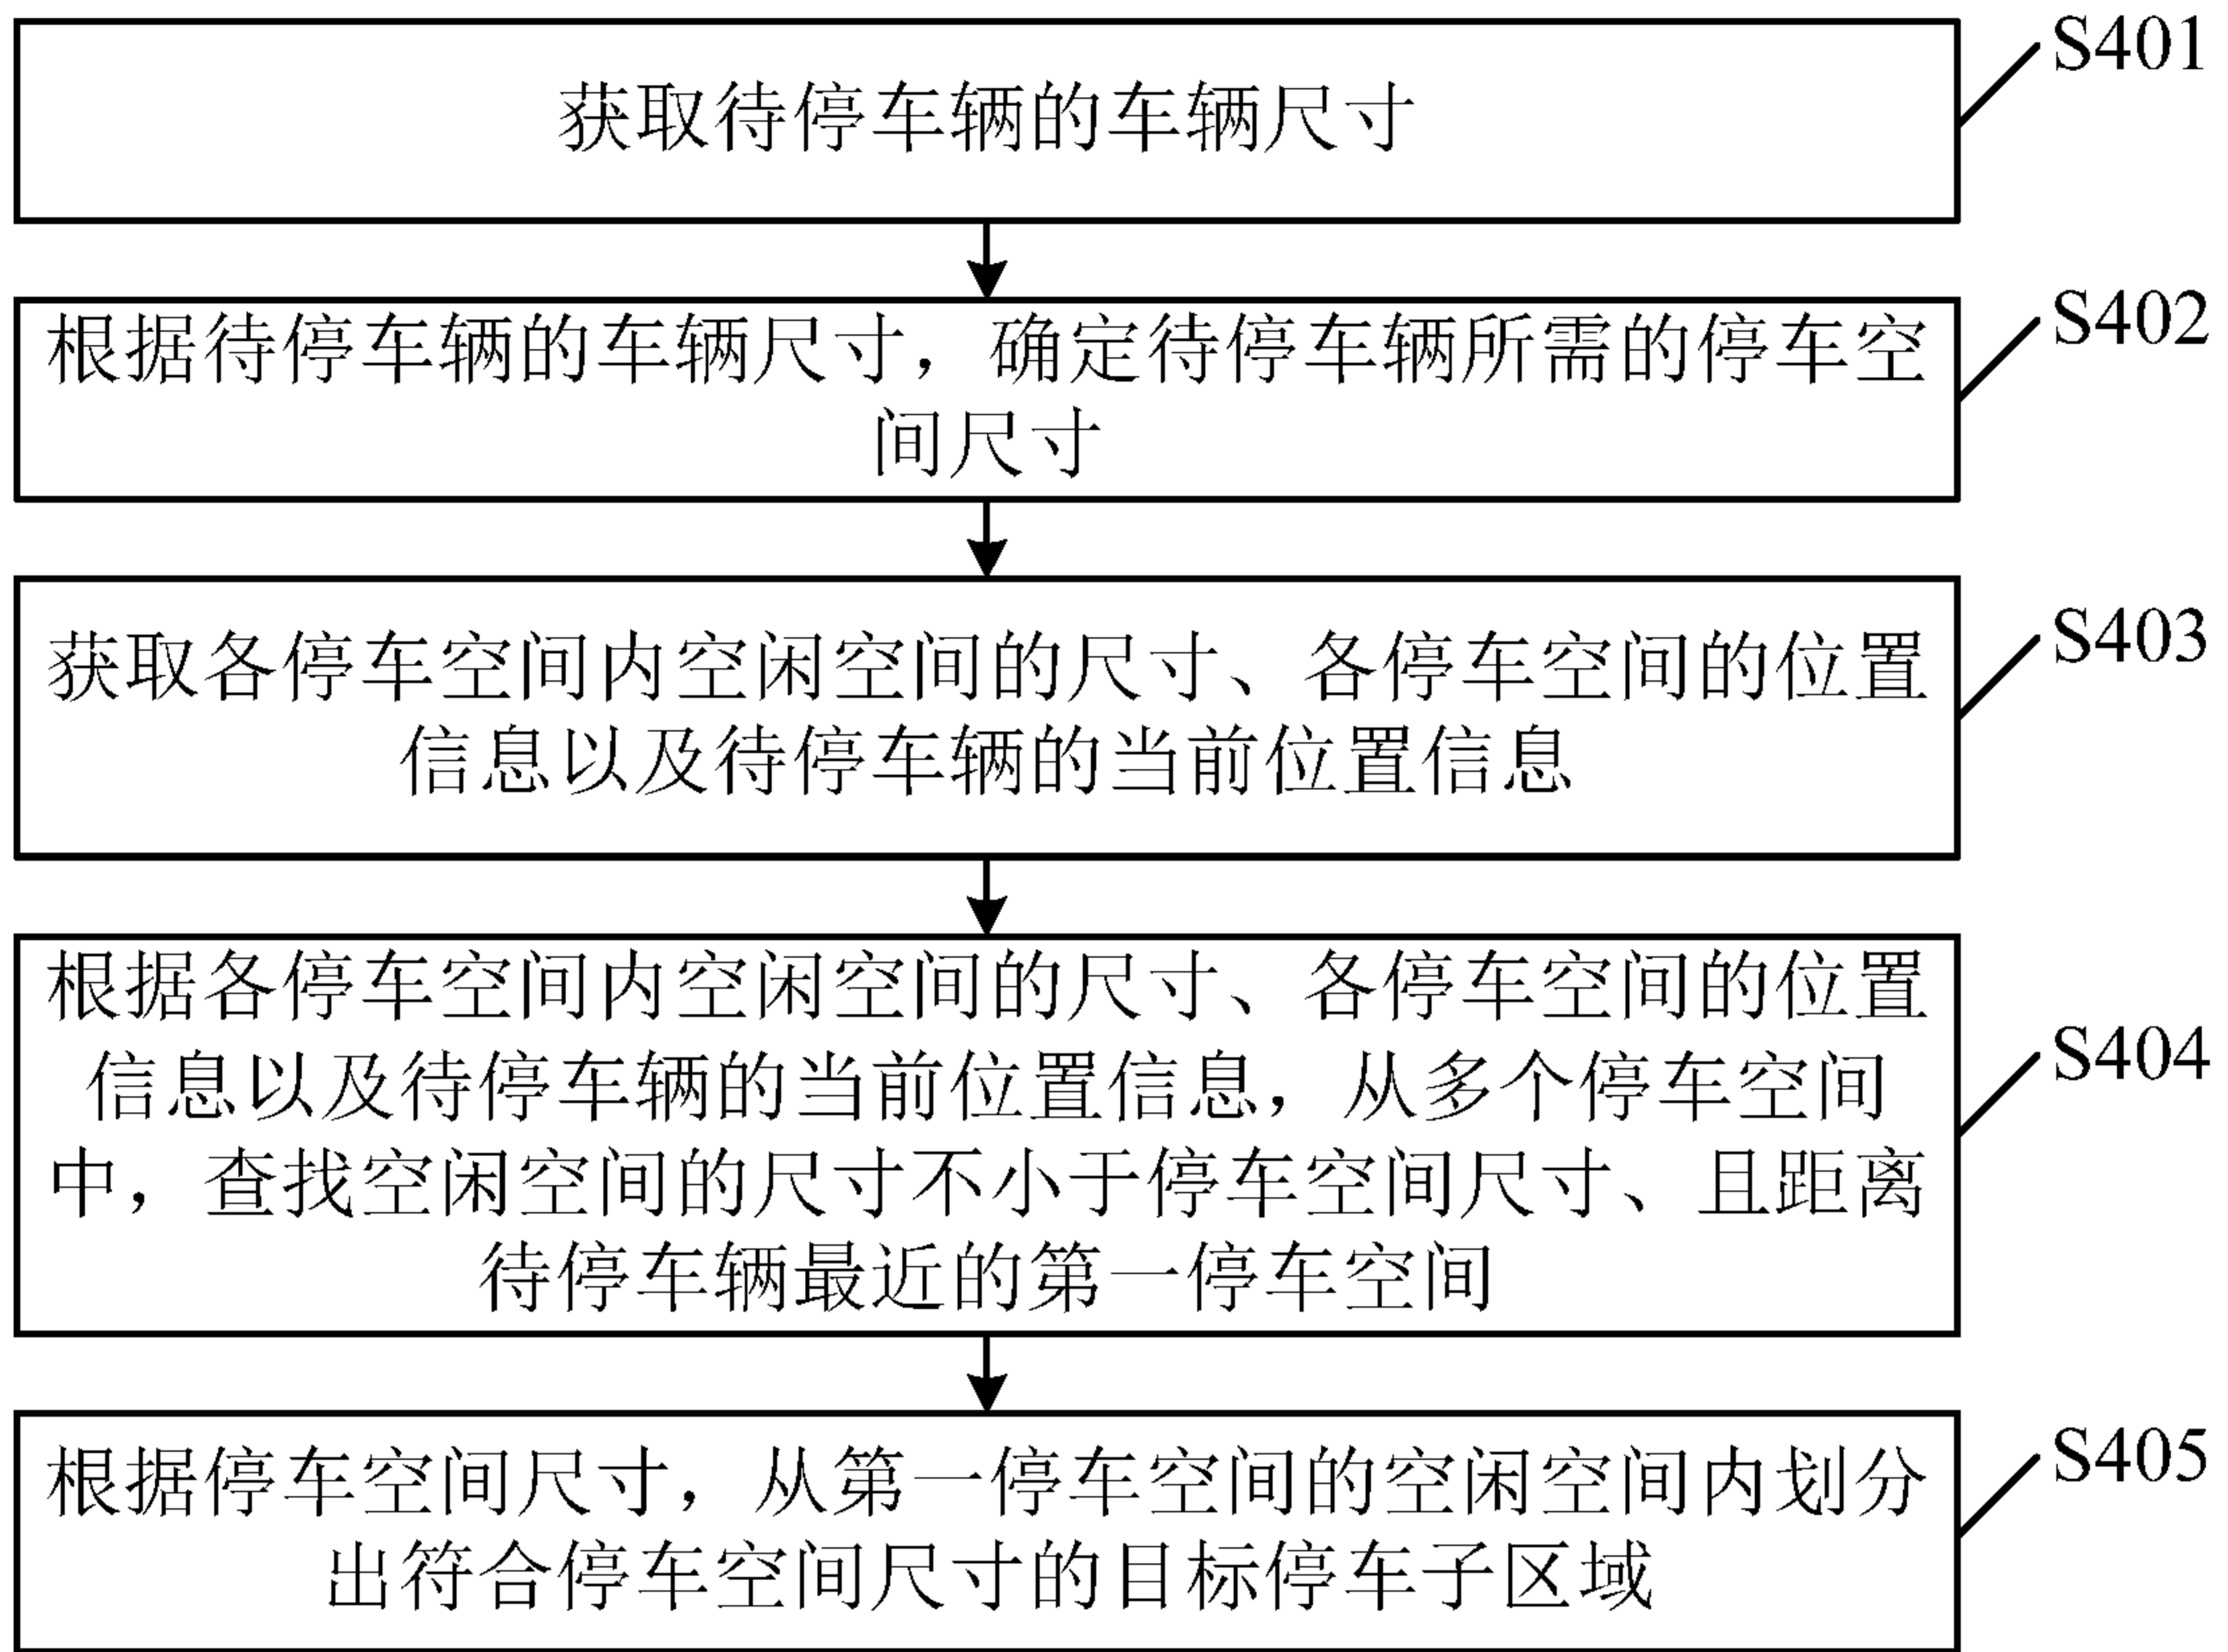 获取待停车辆的车辆尺寸
S401
根据待停车辆的车辆尺寸，确定待停车辆所需的停车空
间尺寸
S402
获取各停车空间内空闲空间的尺寸、各停车空间的位置
信息以及待停车辆的当前位置信息
S403
根据各停车空间内空闲空间的尺寸、各停车空间的位置
信息以及待停车辆的当前位置信息，从多个停车空间
中，查找空闲空间的尺寸不小于停车空间尺寸、且距离
待停车辆最近的第一停车空间
S404
根据停车空间尺寸，从第一停车空间的空闲空间内划分
出符合停车空间尺寸的目标停车子区域
S405